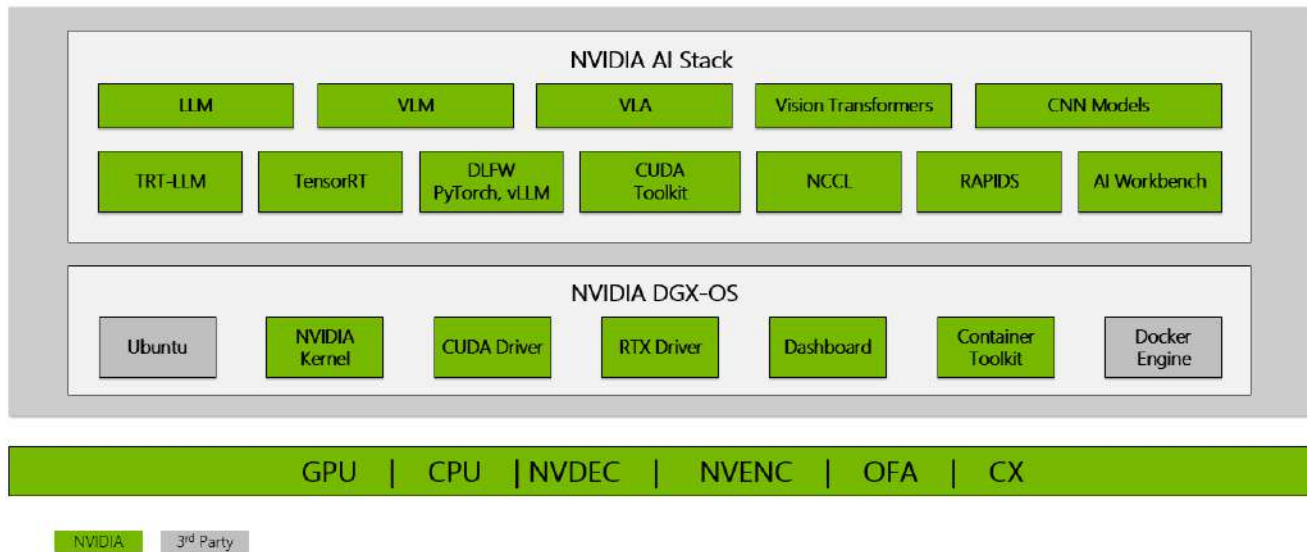 NVIDIA AI Stack
LLM
VLM
VLA
Vision Transformers
CNN Models
TRT-LLM
TensorRT
DLFW
PyTorch, vLLM
CUDA
Toolkit
NCCL
RAPIDS
AI Workbench
NVIDIA DGX-OS
Ubuntu
NVIDIA
Kernel
CUDA Driver
RTX Driver
Dashboard
Container
Toolkit
Docker
Engine
GPU | CPU | NVDEC | NVENC | OFA | CX
NVIDIA
3rd Party